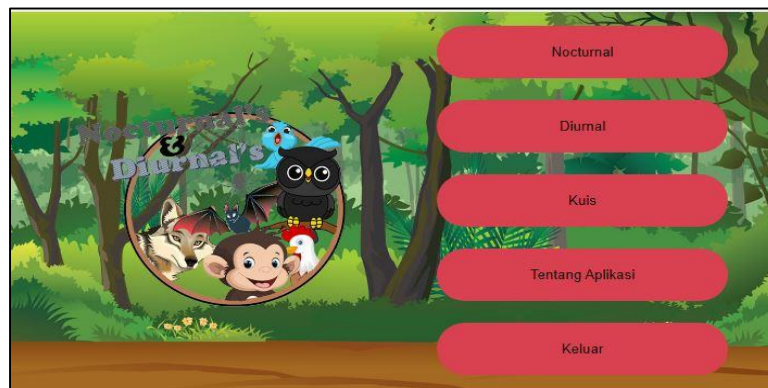 Nocturnal's
&
Diurnal's
Nocturnal
Diurnal
Kuis
Tentang Aplikasi
Keluar